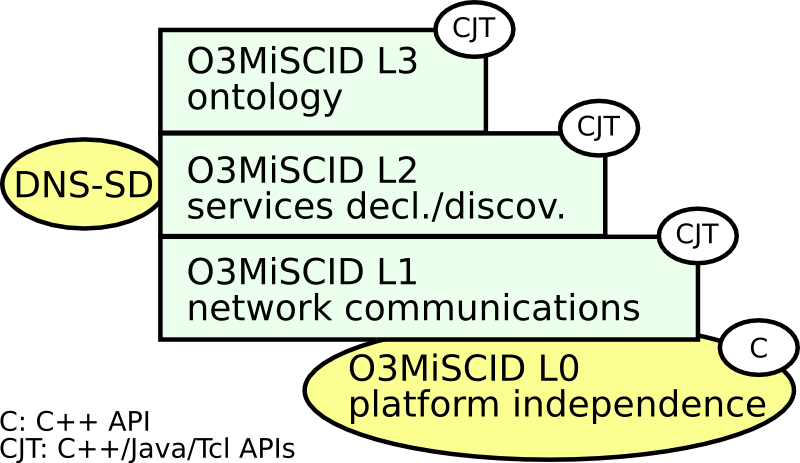 CJT
O3MiSCID L3
ontology
CJT
DNS-SD
O3MiSCID L2
services decl./discov.
CJT
O3MiSCID L1
network communications
C
O3MiSCID L0
platform independence
C: C++ API
CJT: C++/Java/Tcl APIs